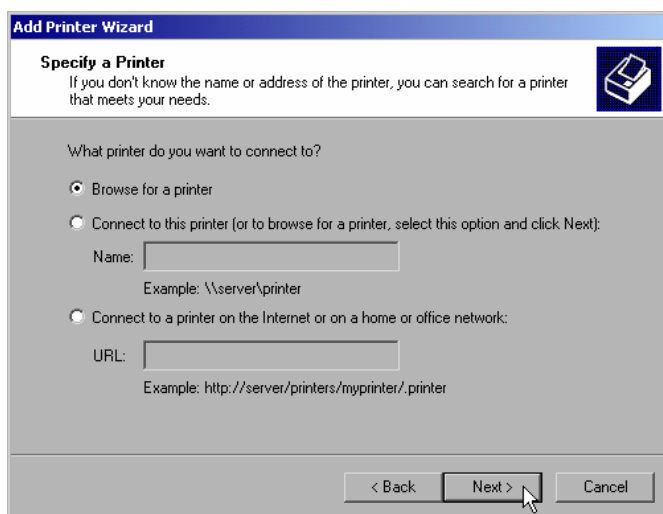 Add Printer Wizard
Specify a Printer
If you don't know the name or address of the printer, you can search for a printer
that meets your needs.
What printer do you want to connect to?
Browse for a printer
Connect to this printer (or to browse for a printer, select this option and click Next):
Name:
Example: \\server\printer
Connect to a printer on the Internet or on a home or office network:
URL:
Example: http://server/printers/myprinter/.printer
< Back Next > Cancel